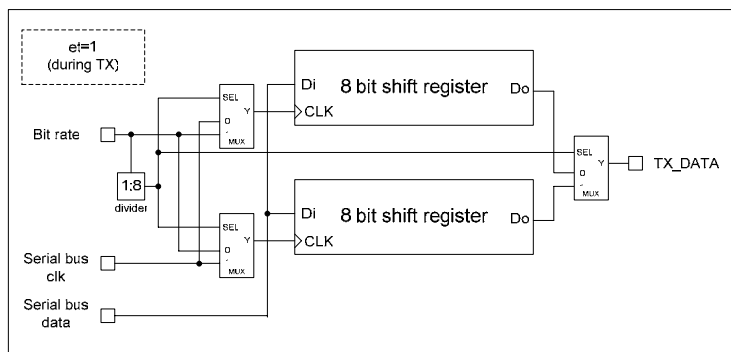 et=1
(during TX)
Bit rate
1:8
divider
Serial bus
clk
Serial bus
data
SEL
Y
0
MUX
SEL
Y
0
MUX
Di
8 bit shift register
Do
CLK
Di
8 bit shift register
Do
CLK
SEL
Y
0
MUX
TX_DATA